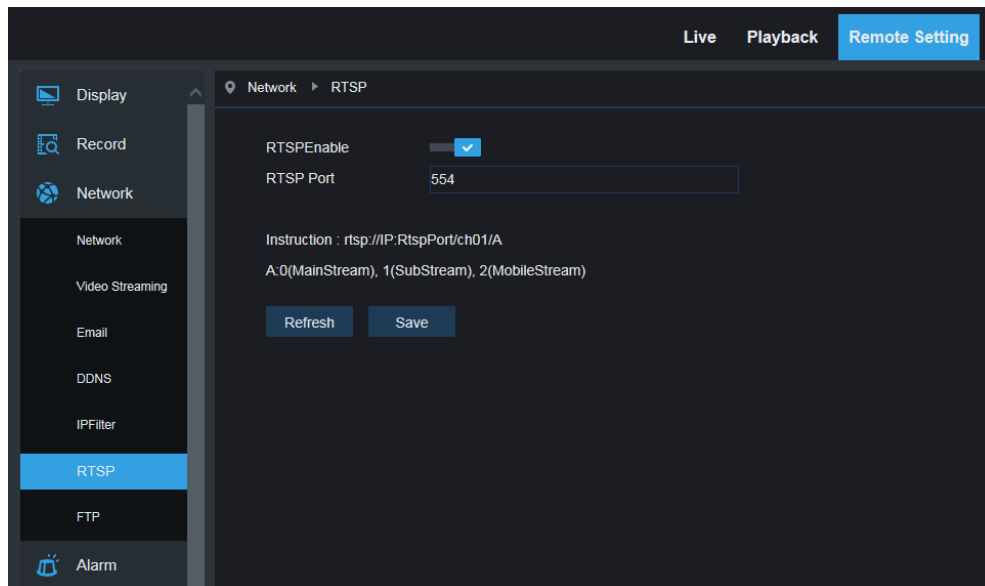 Live Playback Remote Setting
Display
Network RTSP
Record
RTSPEnable
RTSP Port 554
Network
Network
Instruction : rtsp://IP:RtspPort/ch01/A
A:0(MainStream), 1(SubStream), 2(MobileStream)
Video Streaming
Refresh Save
Email
DDNS
IPFilter
RTSP
FTP
Alarm